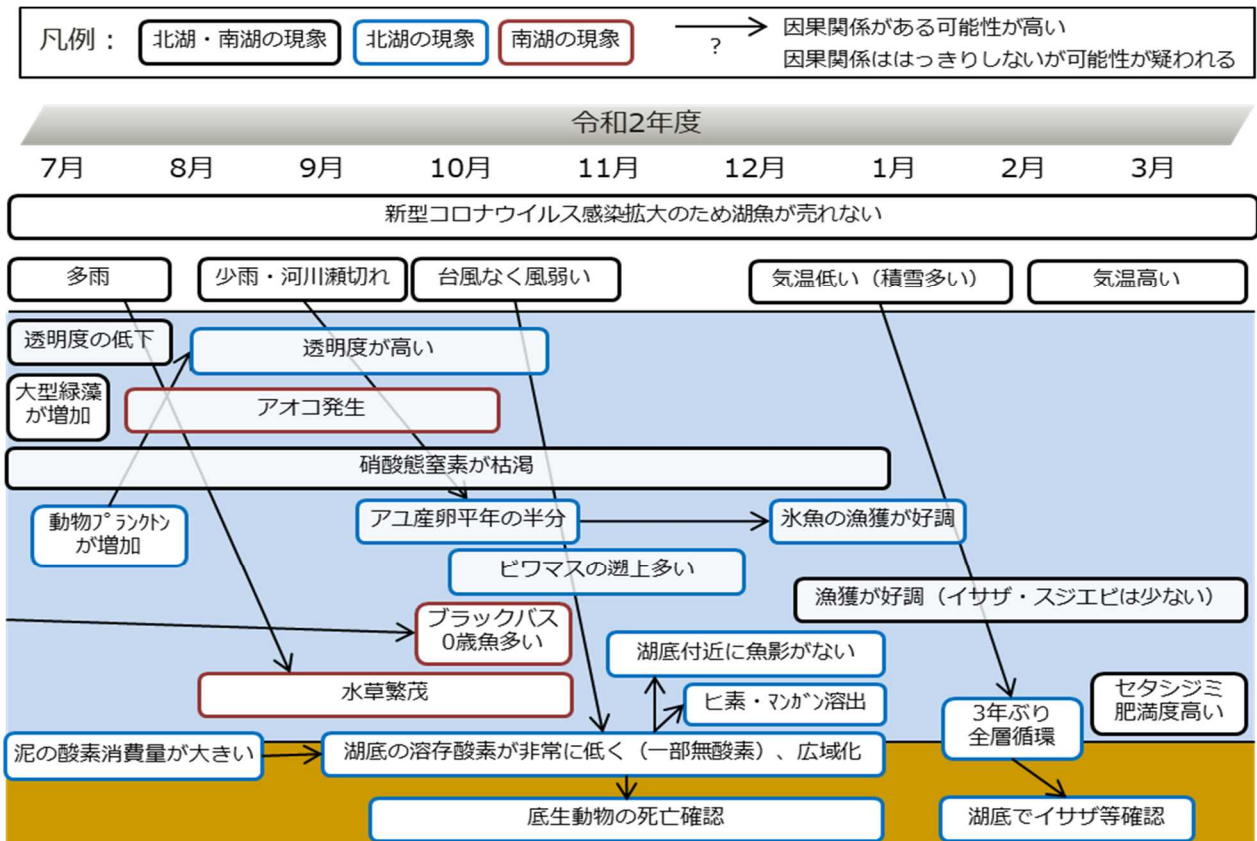 凡例：
北湖・南湖の現象
北湖の現象
南湖の現象
?
因果関係がある可能性が高い
因果関係ははっきりしないが可能性が疑われる
令和2年度
7月 8月 9月 10月 11月 12月 1月 2月 3月
新型コロナウイルス感染拡大のため湖魚が売れない
多雨
少雨・河川瀬切れ
台風なく風弱い
気温低い（積雪多い）
気温高い
透明度の低下
透明度が高い
大型緑藻
が増加
アオコ発生
硝酸態窒素が枯渇
動物ﾌﾟﾗﾝｸﾄﾝ
が増加
アユ産卵平年の半分
氷魚の漁獲が好調
ビワマスの遡上多い
漁獲が好調（イサザ・スジエビは少ない）
ブラックバス
0歳魚多い
湖底付近に魚影がない
水草繁茂
ヒ素・ﾏﾝｶﾞﾝ溶出
3年ぶり
全層循環
セタシジミ
肥満度高い
泥の酸素消費量が大きい
湖底の溶存酸素が非常に低く（一部無酸素）、広域化
底生動物の死亡確認
湖底でイサザ等確認